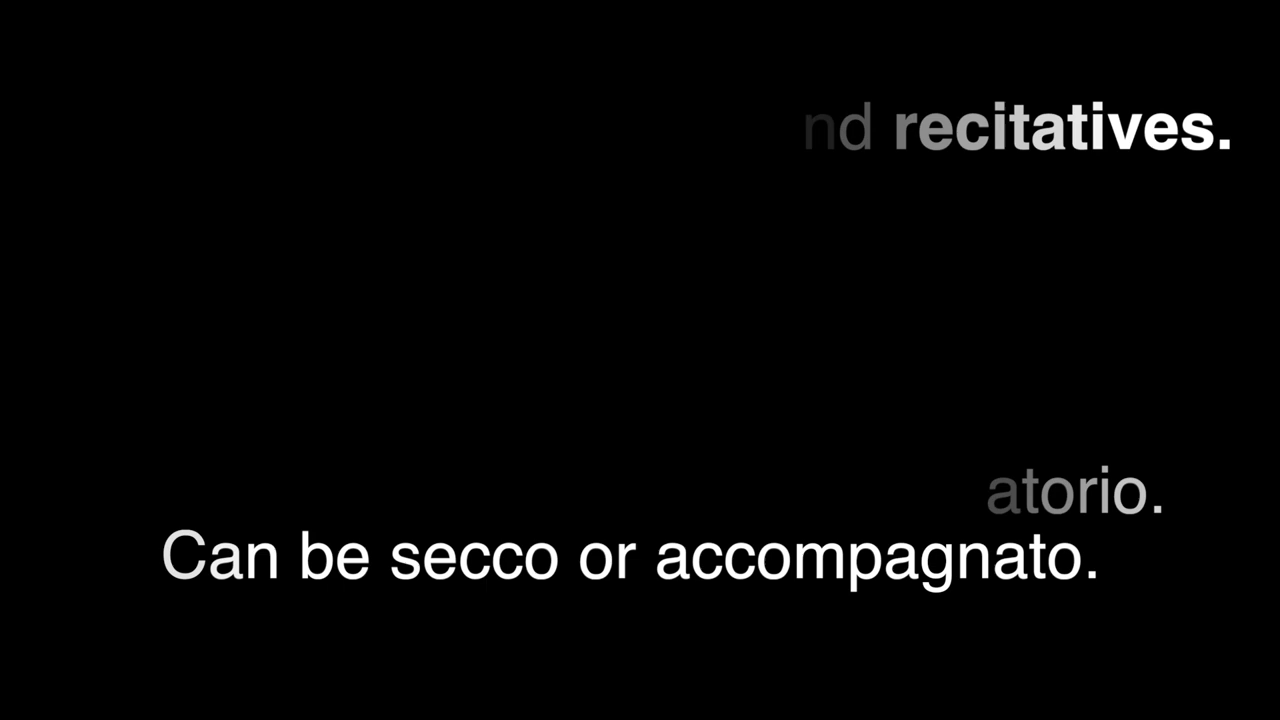 nd recitatives.
atorio.
Can be secco or accompagnato.